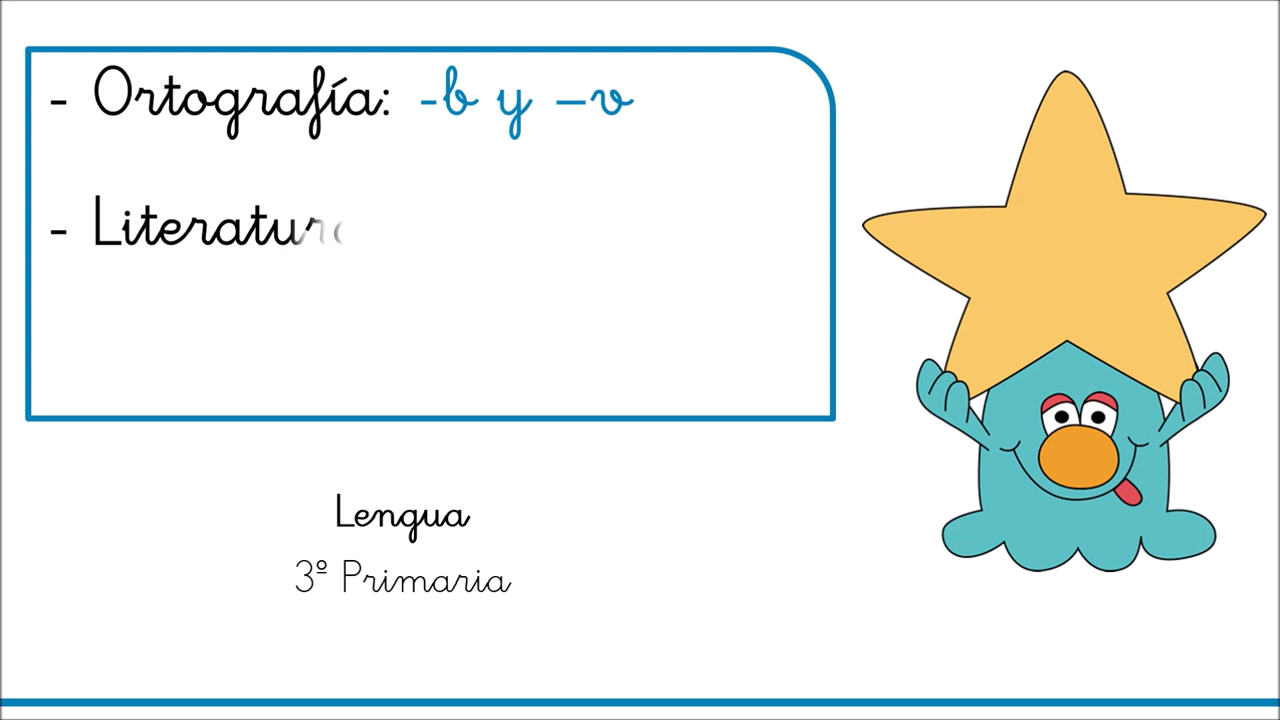 - Ortografía: -b y –v
- Literatur
Lengua
3º Primaria